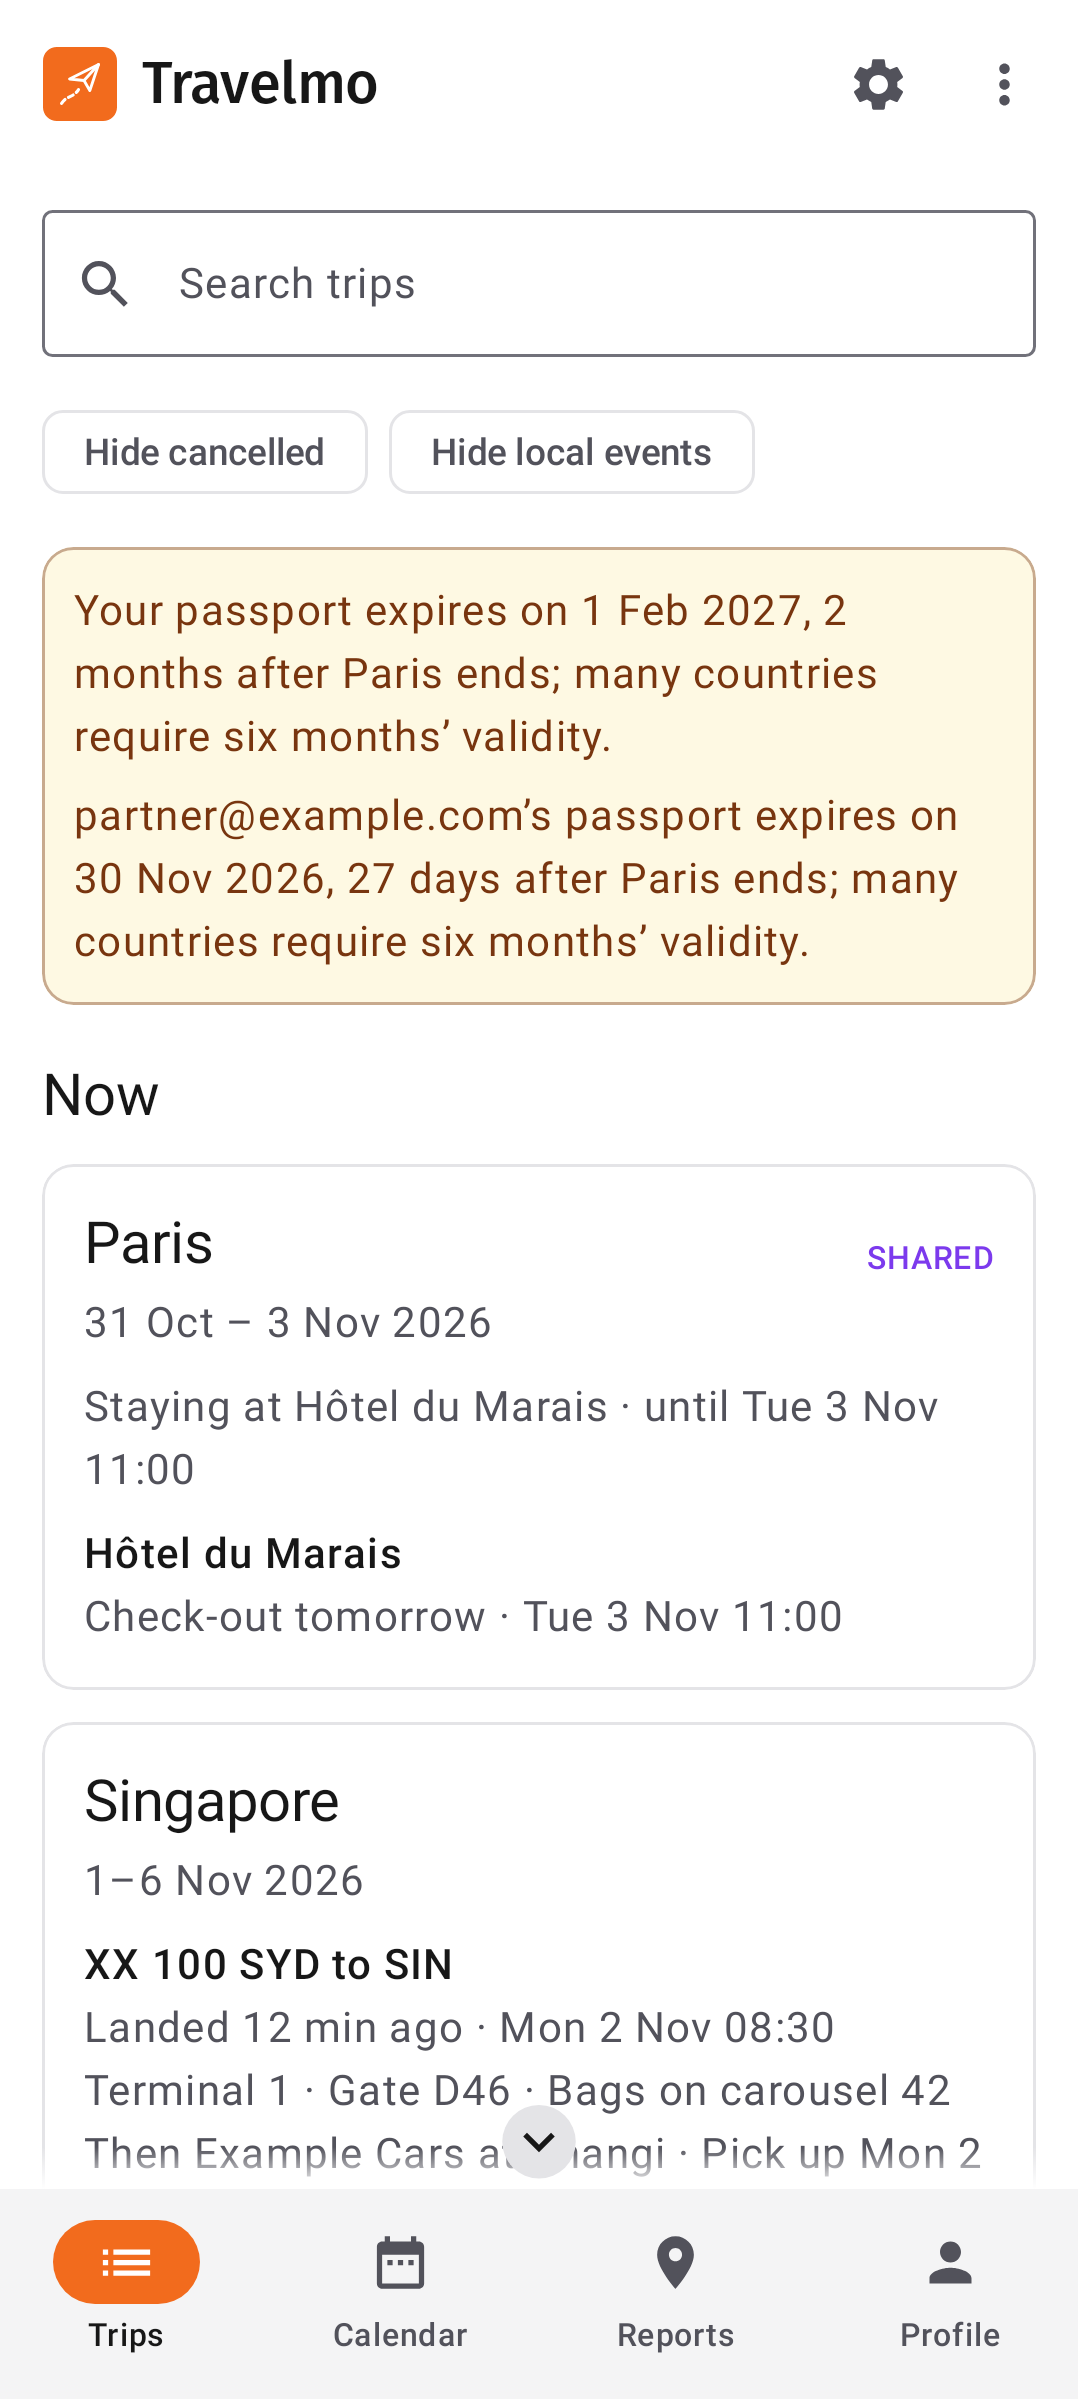 Travelmo
Search trips
Hide cancelled
Hide local events
Your passport expires on 1 Feb 2027, 2
months after Paris ends; many countries
require six months’ validity.
partner@example.com’s passport expires on
30 Nov 2026, 27 days after Paris ends; many
countries require six months’ validity.
Now
Paris
SHARED
31 Oct – 3 Nov 2026
Staying at Hôtel du Marais · until Tue 3 Nov
11:00
Hôtel du Marais
Check-out tomorrow · Tue 3 Nov 11:00
Singapore
1–6 Nov 2026
XX 100 SYD to SIN
Landed 12 min ago · Mon 2 Nov 08:30
Terminal 1 · Gate D46 · Bags on carousel 42
Then Example Cars · Pick up Mon 2
Trips
Calendar
Reports
Profile